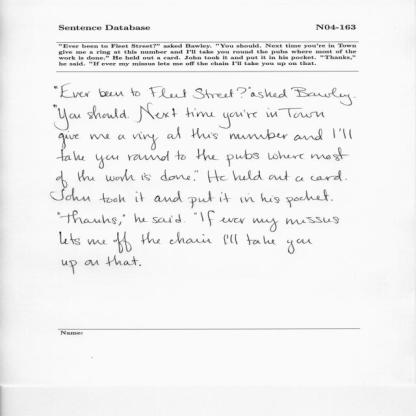 Sentence Database N04-163
"Ever been to Fleet Street?" asked Bawley. "You should. Next time you're in Town
give me a ring at this number and I'll take you round the pubs where most of the
work is done." He held out a card. John took it and put it in his pocket. "Thanks,"
he said. "If ever my missus lets me off the chain I'll take you up on that.
"Ever been to Fleet Street?" asked Bawley.
"You should. Next time you're in Town
give me a ring at this number and I'll
take you round to the pubs where most
of the work is done." He held out a card.
John took it and put it in his pocket.
"Thanks," he said. "If ever my missus
lets me off the chain I'll take you
up on that.
Name: